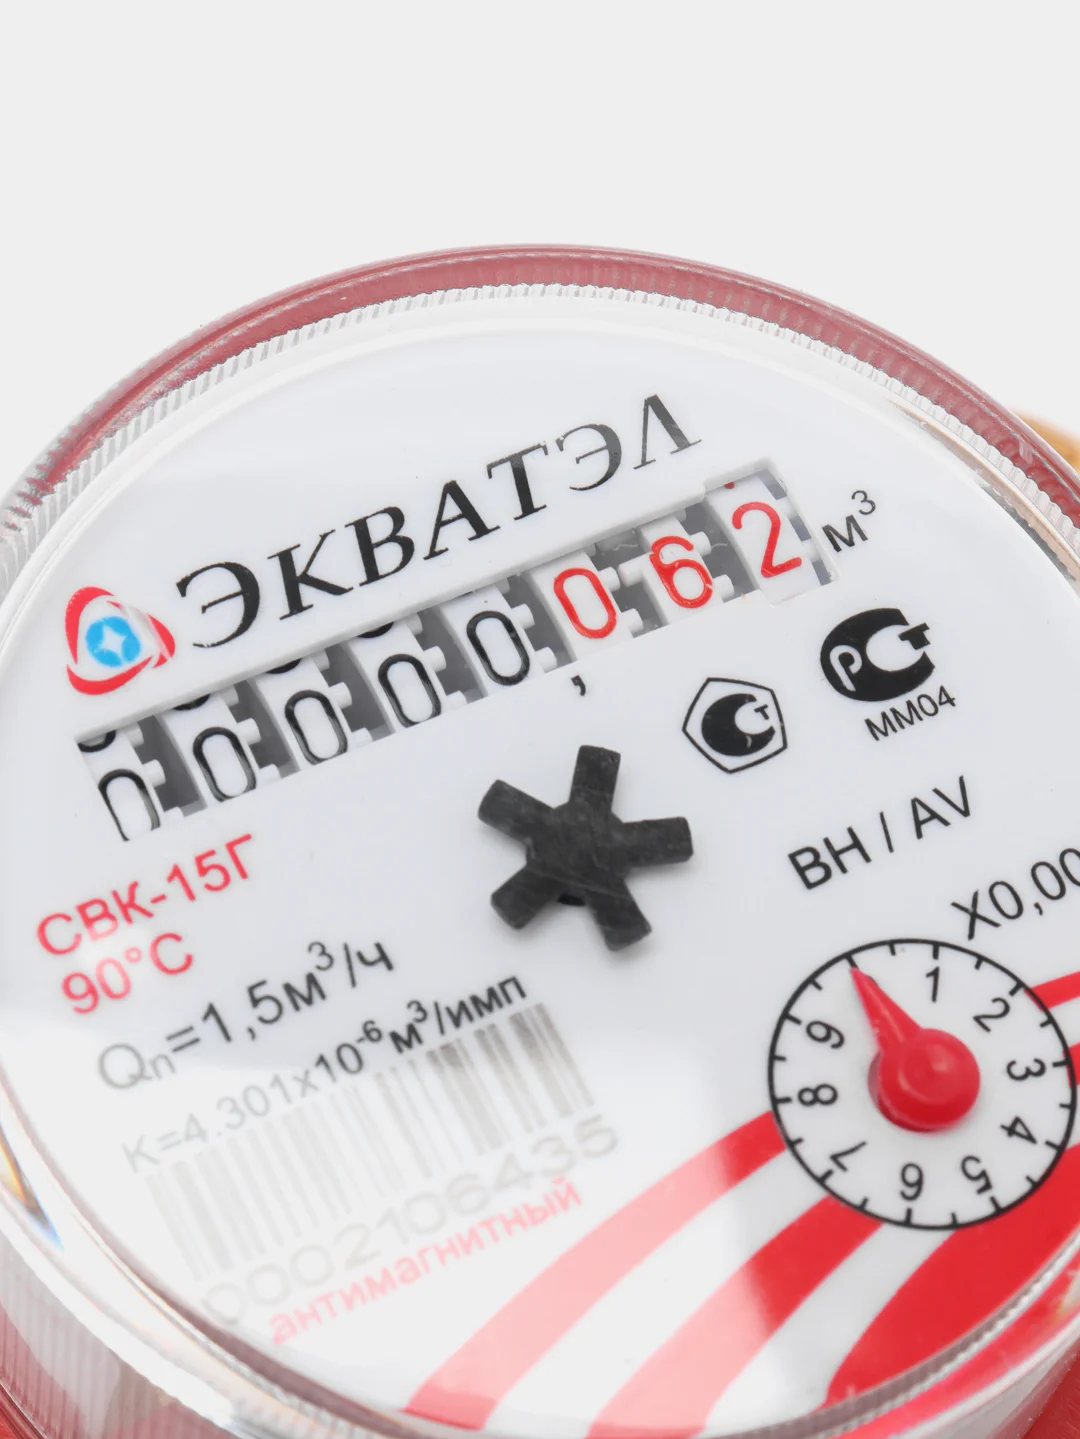 ЭКВАТЭЛ
00000,062 м³
РСТ
ММ04
СВК-15Г
90°С
ВН / AV
Qn=1,5м³/ч
X0,00
K=4.301x10⁻⁶м³/имп
1 2 3 4 5 6 7 8 9
0002106435
антимагнитный